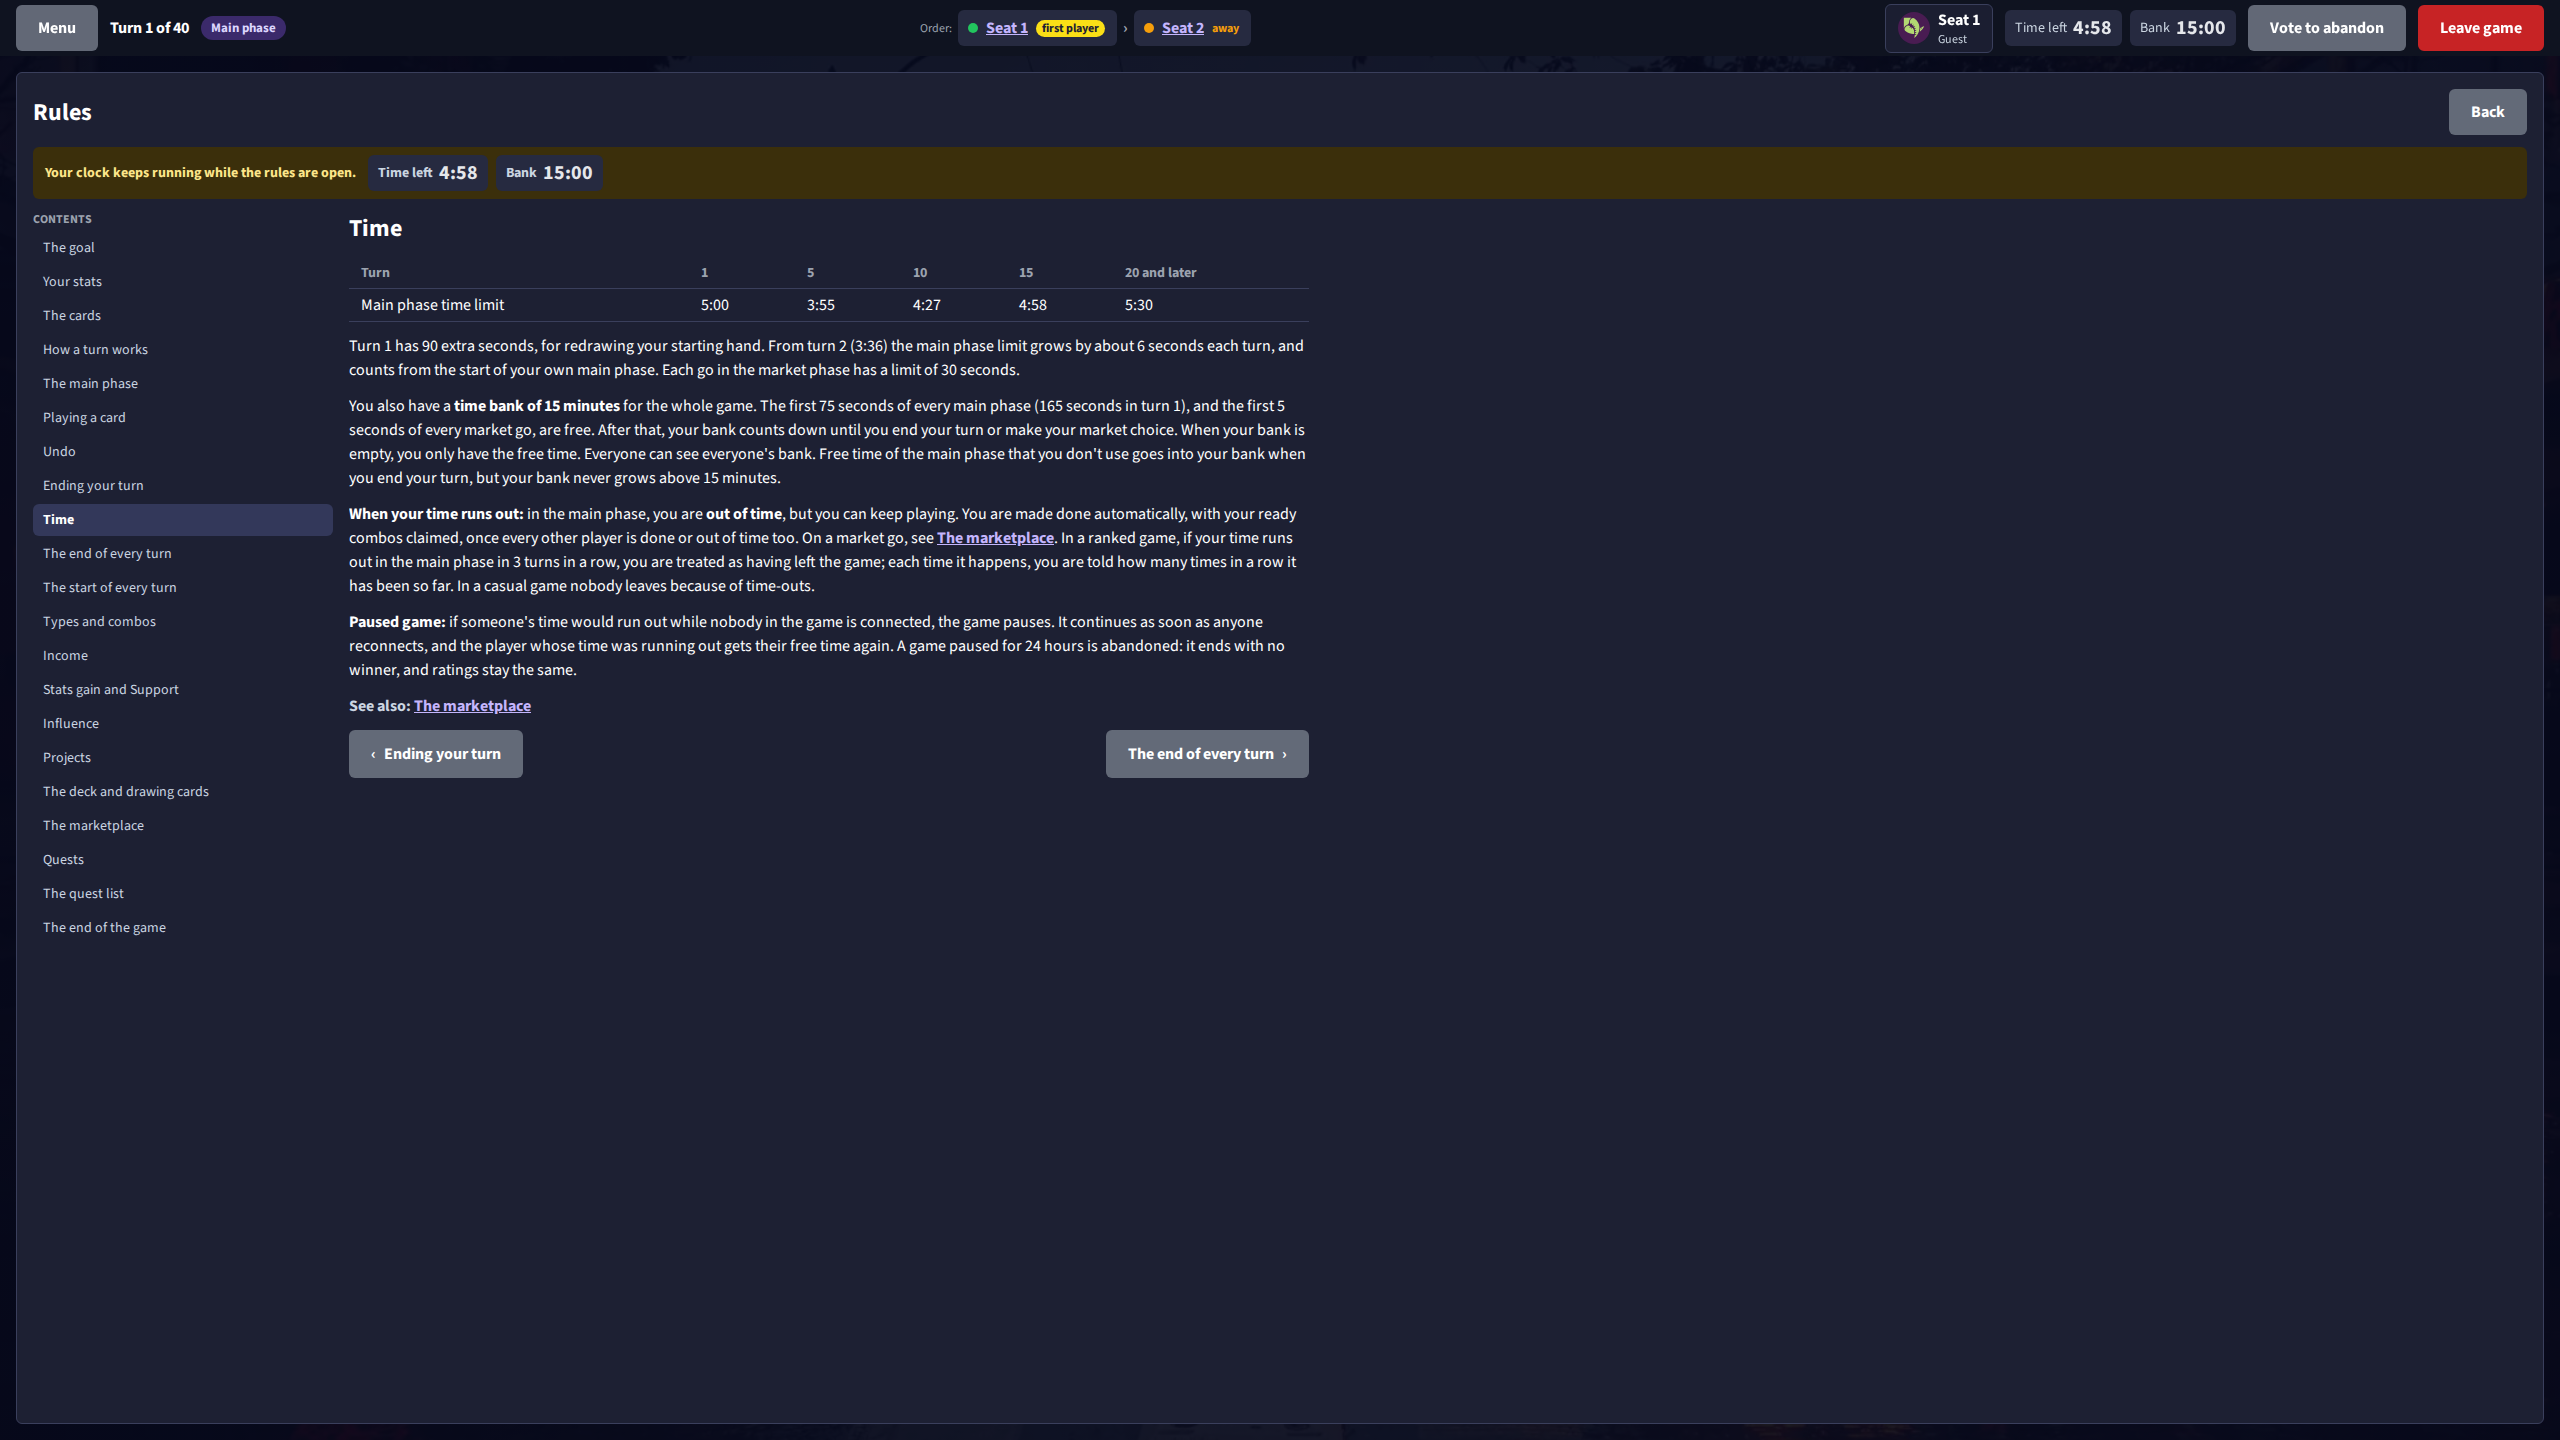 Menu
Turn 1 of 40
Main phase
Order:
Seat 1
first player
›
Seat 2
away
Seat 1
Guest
Time left 4:58
Bank 15:00
Vote to abandon
Leave game
Rules
Back
Your clock keeps running while the rules are open.
Time left 4:58
Bank 15:00
CONTENTS
The goal
Your stats
The cards
How a turn works
The main phase
Playing a card
Undo
Ending your turn
Time
The end of every turn
The start of every turn
Types and combos
Income
Stats gain and Support
Influence
Projects
The deck and drawing cards
The marketplace
Quests
The quest list
The end of the game
Time
Turn 1 5 10 15 20 and later
Main phase time limit 5:00 3:55 4:27 4:58 5:30
Turn 1 has 90 extra seconds, for redrawing your starting hand. From turn 2 (3:36) the main phase limit grows by about 6 seconds each turn, and
counts from the start of your own main phase. Each go in the market phase has a limit of 30 seconds.
You also have a time bank of 15 minutes for the whole game. The first 75 seconds of every main phase (165 seconds in turn 1), and the first 5
seconds of every market go, are free. After that, your bank counts down until you end your turn or make your market choice. When your bank is
empty, you only have the free time. Everyone can see everyone's bank. Free time of the main phase that you don't use goes into your bank when
you end your turn, but your bank never grows above 15 minutes.
When your time runs out: in the main phase, you are out of time, but you can keep playing. You are made done automatically, with your ready
combos claimed, once every other player is done or out of time too. On a market go, see The marketplace. In a ranked game, if your time runs
out in the main phase in 3 turns in a row, you are treated as having left the game; each time it happens, you are told how many times in a row it
has been so far. In a casual game nobody leaves because of time-outs.
Paused game: if someone's time would run out while nobody in the game is connected, the game pauses. It continues as soon as anyone
reconnects, and the player whose time was running out gets their free time again. A game paused for 24 hours is abandoned: it ends with no
winner, and ratings stay the same.
See also: The marketplace
‹ Ending your turn
The end of every turn ›